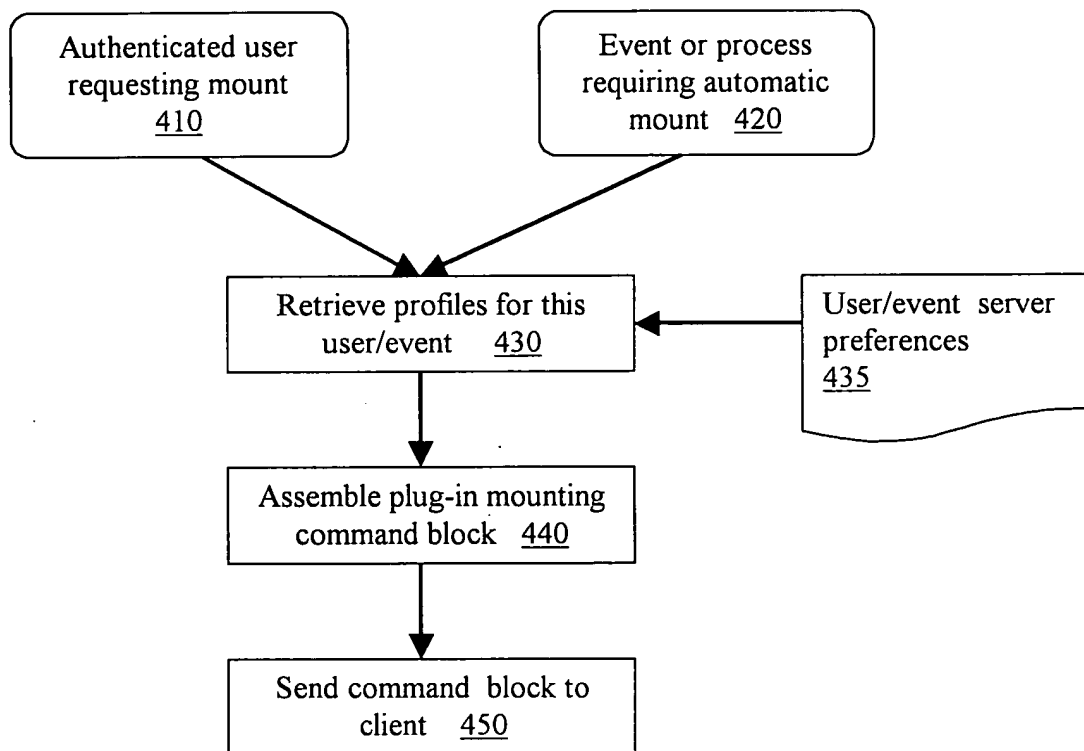 Authenticated user
requesting mount
410
Event or process
requiring automatic
mount 420
Retrieve profiles for this
user/event 430
User/event server
preferences
435
Assemble plug-in mounting
command block 440
Send command block to
client 450